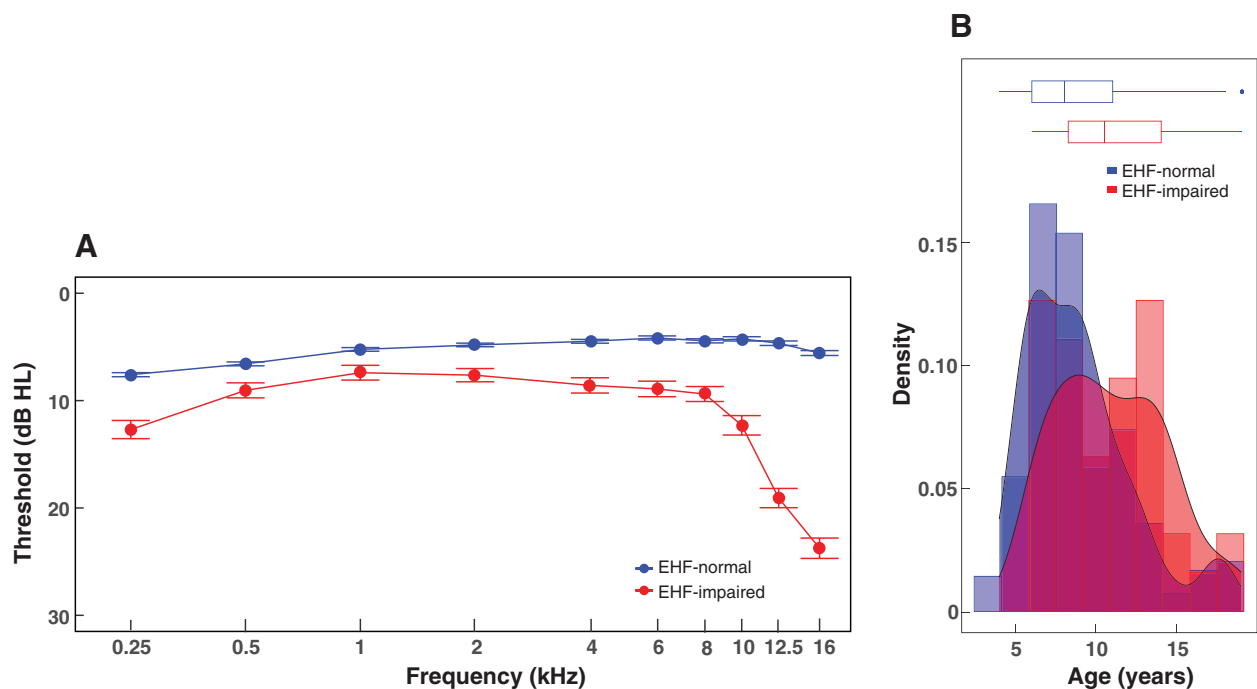 A
Threshold (dB HL)
0
10
20
30
EHF-normal
EHF-impaired
0.25 0.5 1 2 4 6 8 10 12.5 16
Frequency (kHz)
B
EHF-normal
EHF-impaired
Density
0.15
0.10
0.05
0
5 10 15
Age (years)